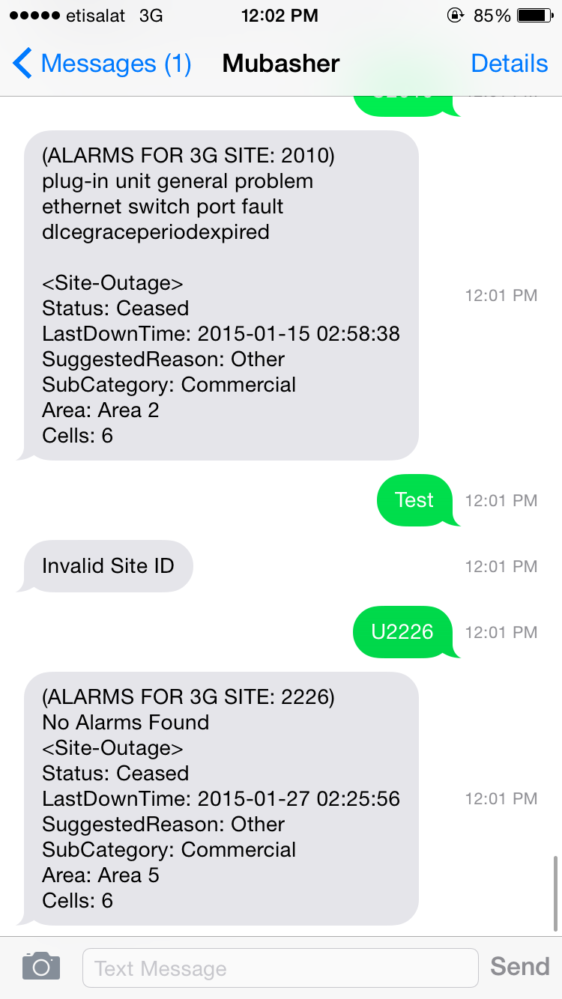 etisalat 3G 12:02 PM 85%
Messages (1) Mubasher Details
(ALARMS FOR 3G SITE: 2010)
plug-in unit general problem
ethernet switch port fault
dlcegraceperiodexpired
<Site-Outage>
Status: Ceased
LastDownTime: 2015-01-15 02:58:38
SuggestedReason: Other
SubCategory: Commercial
Area: Area 2
Cells: 6
12:01 PM
Test 12:01 PM
Invalid Site ID 12:01 PM
U2226 12:01 PM
(ALARMS FOR 3G SITE: 2226)
No Alarms Found
<Site-Outage>
Status: Ceased
LastDownTime: 2015-01-27 02:25:56
SuggestedReason: Other
SubCategory: Commercial
Area: Area 5
Cells: 6
12:01 PM
Text Message Send